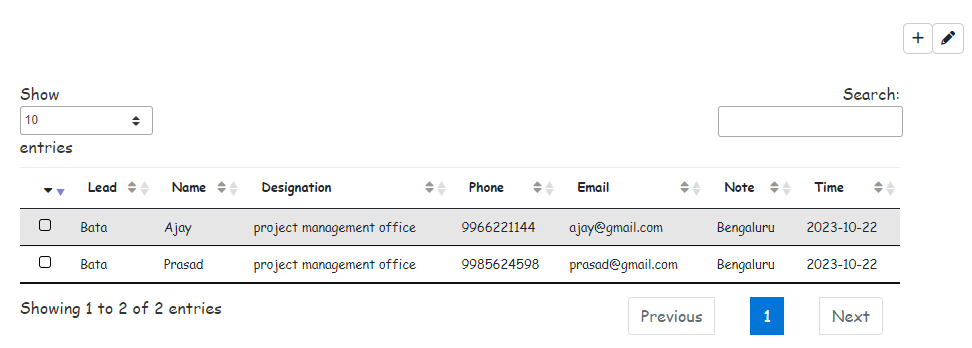 Show
Search:
10
entries
Lead Name Designation Phone Email Note Time
Bata Ajay project management office 9966221144 ajay@gmail.com Bengaluru 2023-10-22
Bata Prasad project management office 9985624598 prasad@gmail.com Bengaluru 2023-10-22
Showing 1 to 2 of 2 entries
Previous 1 Next